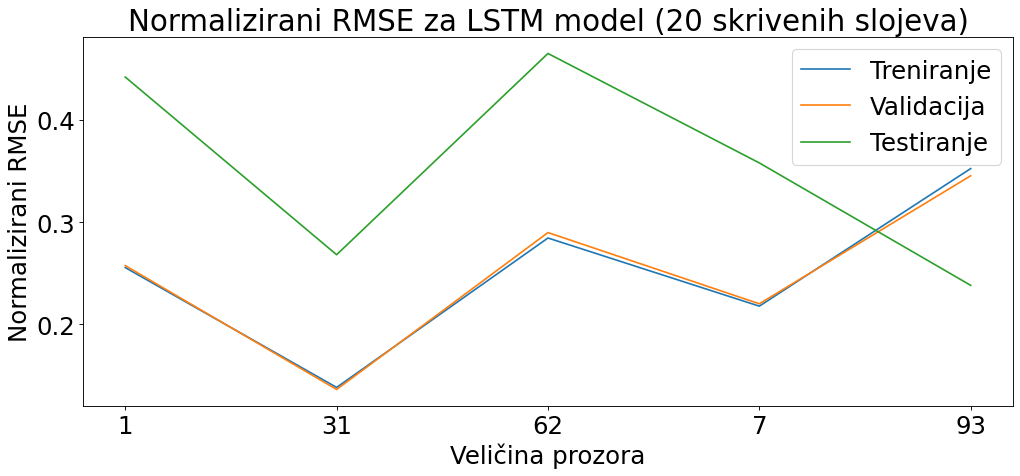 Normalizirani RMSE za LSTM model (20 skrivenih slojeva)
Treniranje
Validacija
Testiranje
Normalizirani RMSE
0.4
0.3
0.2
1 31 62 7 93
Veličina prozora